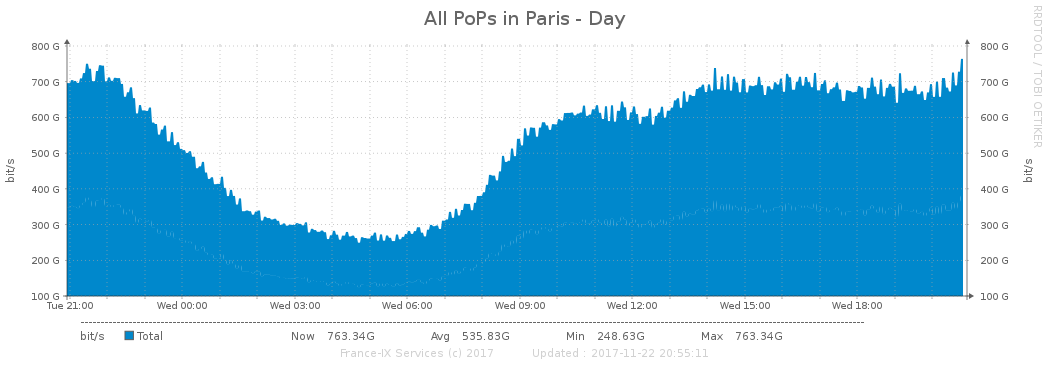 All PoPs in Paris - Day
RRDTOOL / TOBI OETIKER
800 G 800 G
700 G 700 G
600 G 600 G
500 G 500 G
400 G 400 G
300 G 300 G
200 G 200 G
100 G 100 G
bit/s bit/s
Tue 21:00 Wed 00:00 Wed 03:00 Wed 06:00 Wed 09:00 Wed 12:00 Wed 15:00 Wed 18:00
bit/s Total Now 763.34G Avg 535.83G Min 248.63G Max 763.34G
France-IX Services (c) 2017 Updated : 2017-11-22 20:55:11